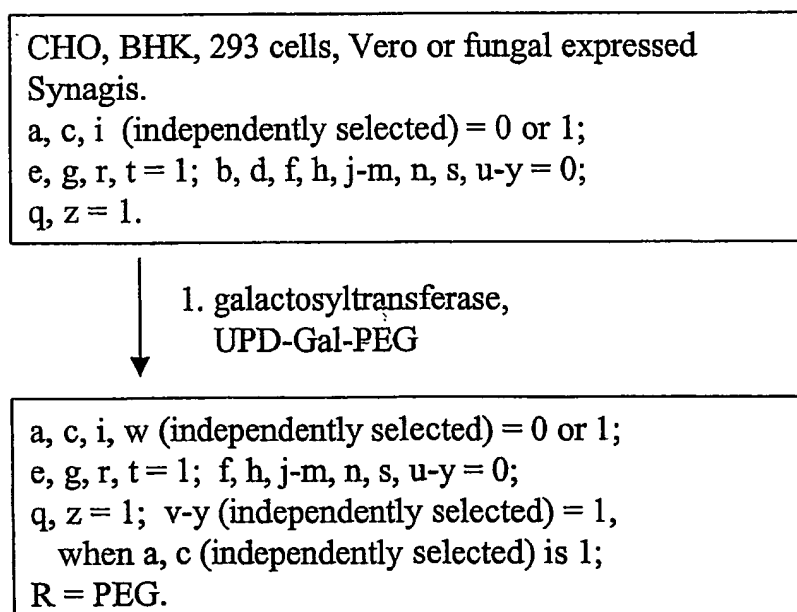 CHO, BHK, 293 cells, Vero or fungal expressed
Synagis.
a, c, i (independently selected) = 0 or 1;
e, g, r, t = 1; b, d, f, h, j-m, n, s, u-y = 0;
q, z = 1.
1. galactosyltransferase,
UPD-Gal-PEG
a, c, i, w (independently selected) = 0 or 1;
e, g, r, t = 1; f, h, j-m, n, s, u-y = 0;
q, z = 1; v-y (independently selected) = 1,
when a, c (independently selected) is 1;
R = PEG.